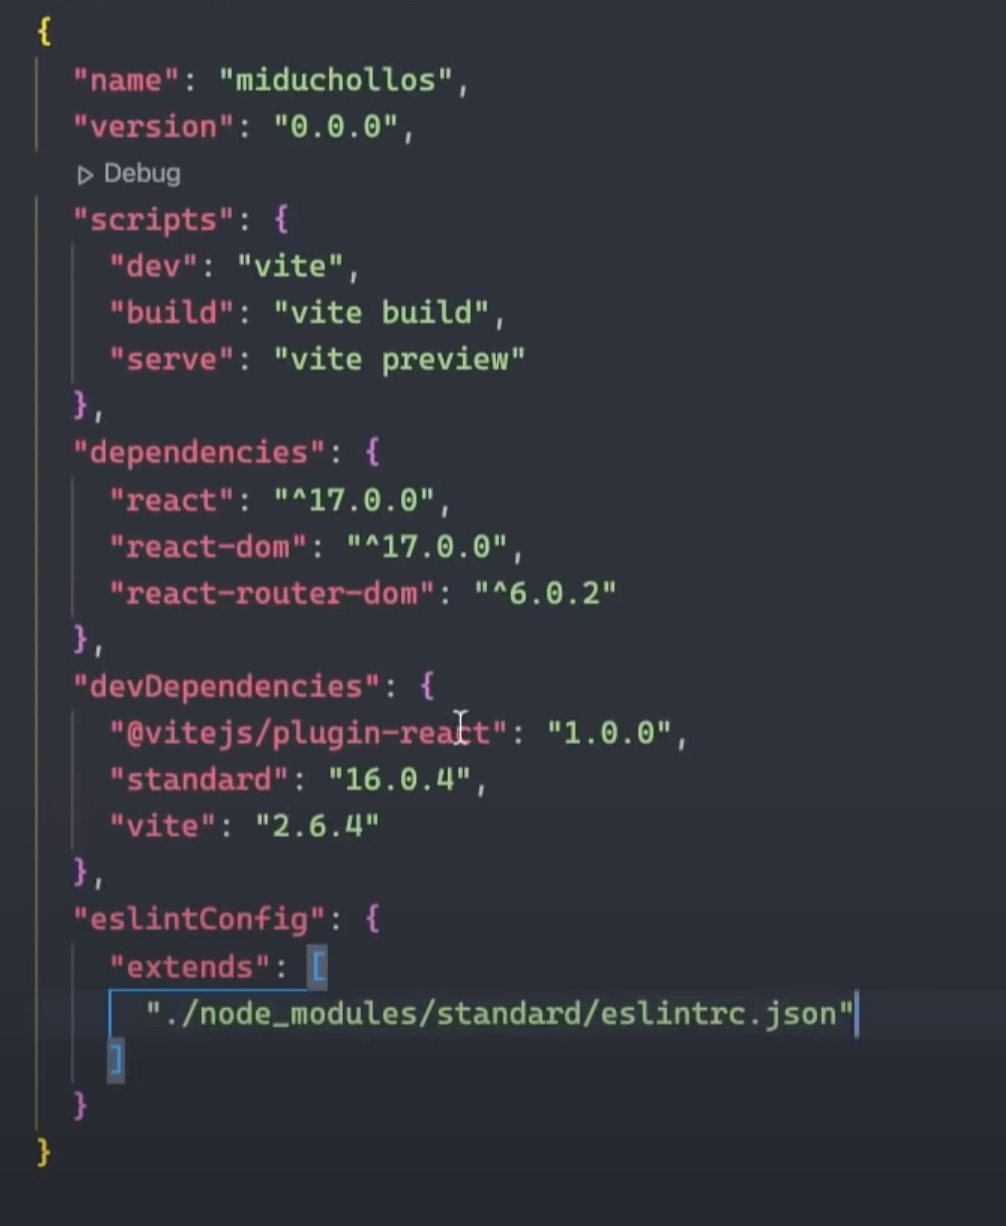 {
"name": "miduchollos",
"version": "0.0.0",
Debug
"scripts": {
"dev": "vite",
"build": "vite build",
"serve": "vite preview"
},
"dependencies": {
"react": "^17.0.0",
"react-dom": "^17.0.0",
"react-router-dom": "^6.0.2"
},
"devDependencies": {
"@vitejs/plugin-react": "1.0.0",
"standard": "16.0.4",
"vite": "2.6.4"
},
"eslintConfig": {
"extends": [
"./node_modules/standard/eslintrc.json"
]
}
}